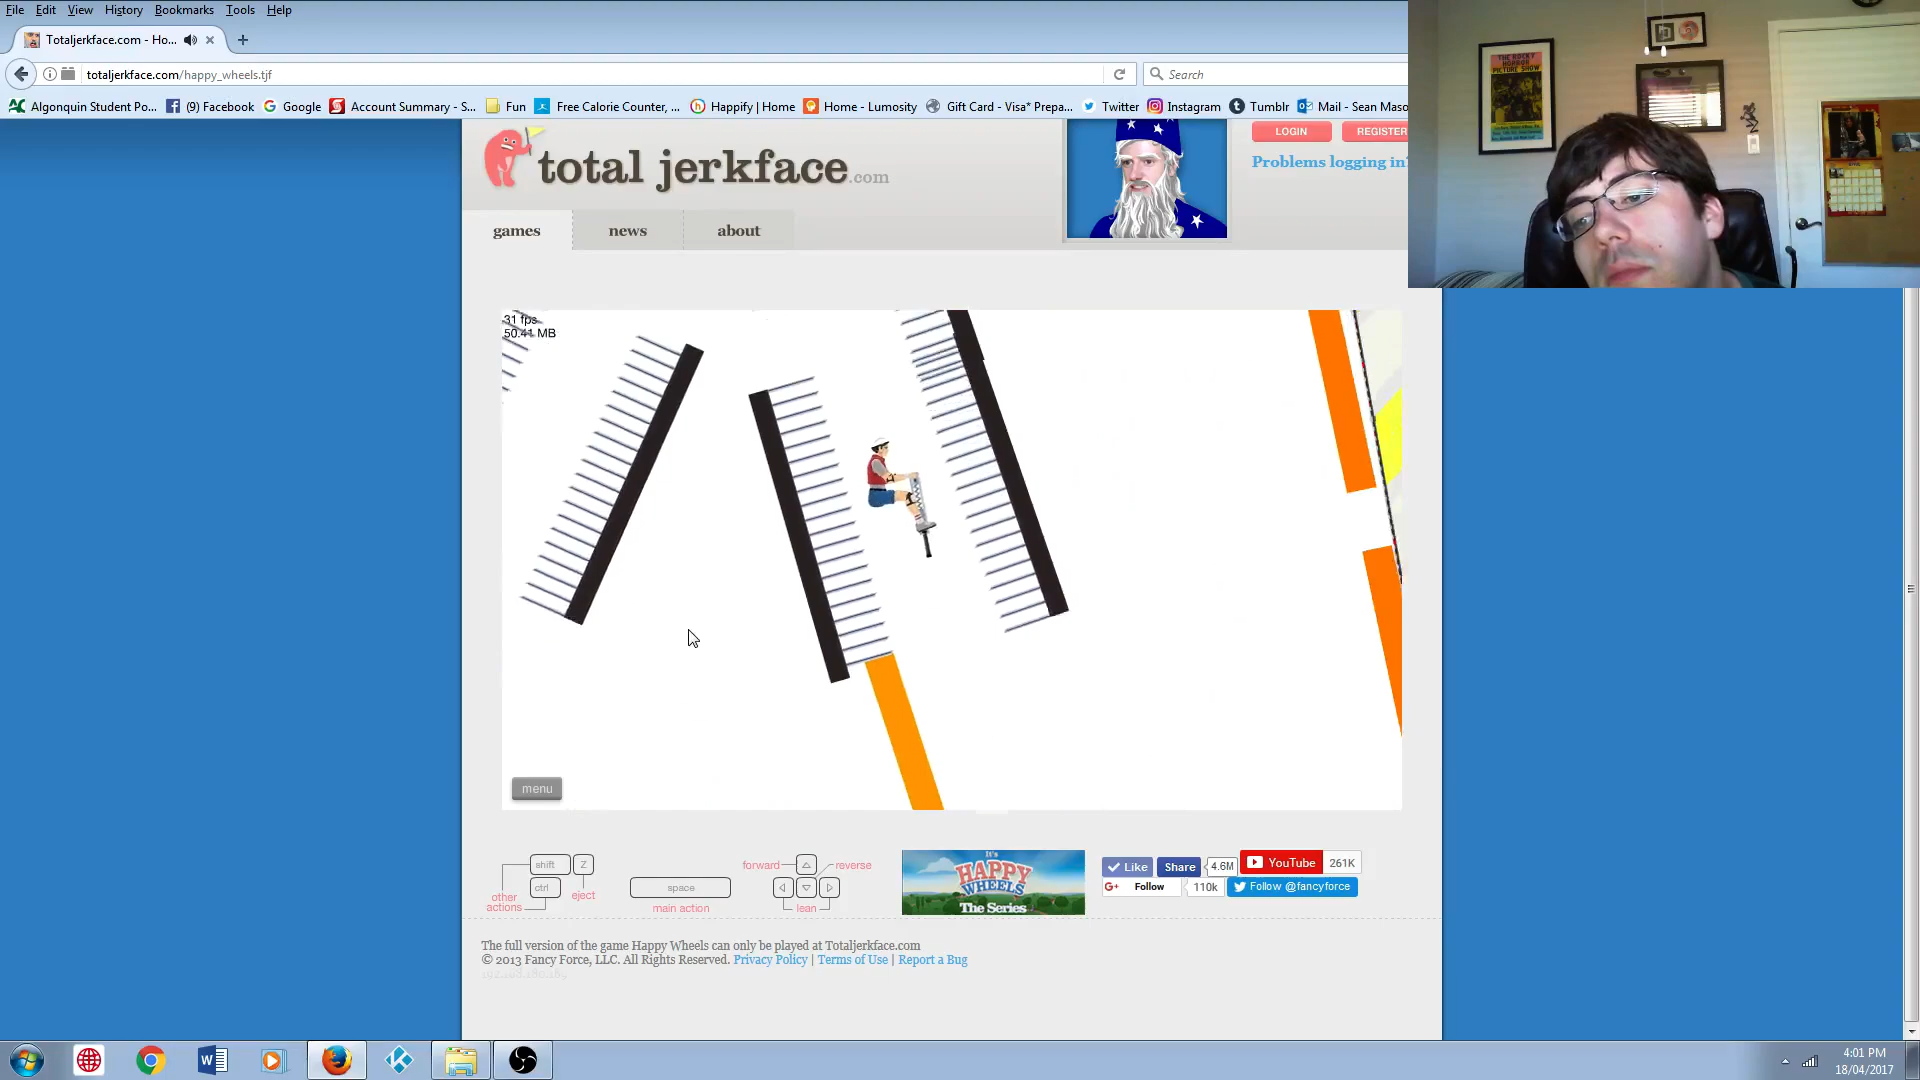 File Edit View History Bookmarks Tools Help
Totaljerkface.com - Ho...
totaljerkface.com/happy_wheels.tjf
Search
Algonquin Student Po... (9) Facebook Google Account Summary - S... Fun Free Calorie Counter, ... Happify | Home Home - Lumosity Gift Card - Visa* Prepa... Twitter Instagram Tumblr Mail - Sean Maso
THE ROCKY HORROR PICTURE SHOW
total jerkface.com
LOGIN REGISTER
Problems logging in?
games news about
31 fps
50.41 MB
menu
shift Z
ctrl
other actions
eject
space
main action
forward reverse
lean
It's HAPPY WHEELS The Series
Like Share 4.6M YouTube 261K
G+ Follow 110k Follow @fancyforce
The full version of the game Happy Wheels can only be played at Totaljerkface.com
© 2013 Fancy Force, LLC. All Rights Reserved. Privacy Policy | Terms of Use | Report a Bug
4:01 PM
18/04/2017